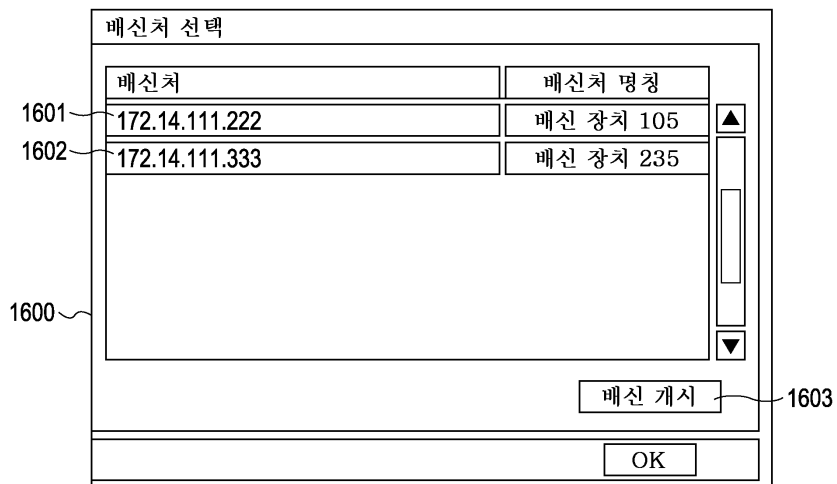 배신처 선택
배신처 배신처 명칭
1601 172.14.111.222 배신 장치 105
1602 172.14.111.333 배신 장치 235
1600
배신 개시 1603
OK